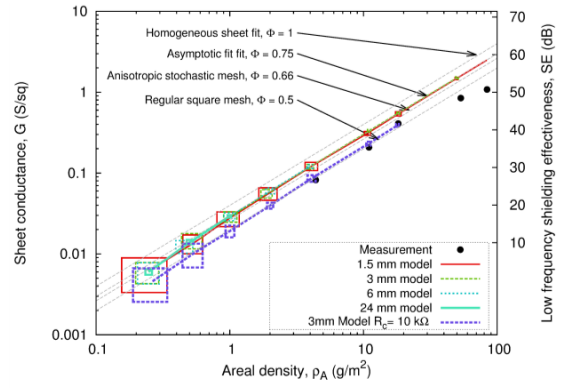 Homogeneous sheet fit, Φ = 1
Asymptotic fit fit, Φ = 0.75
Anisotropic stochastic mesh, Φ = 0.66
Regular square mesh, Φ = 0.5
Sheet conductance, G (S/sq)
10
1
0.1
0.01
0.001
Low frequency shielding effectiveness, SE (dB)
70
60
50
40
30
20
10
Measurement
1.5 mm model
3 mm model
6 mm model
24 mm model
3mm Model R_c= 10 kΩ
0.1 1 10 100
Areal density, ρ_A (g/m²)